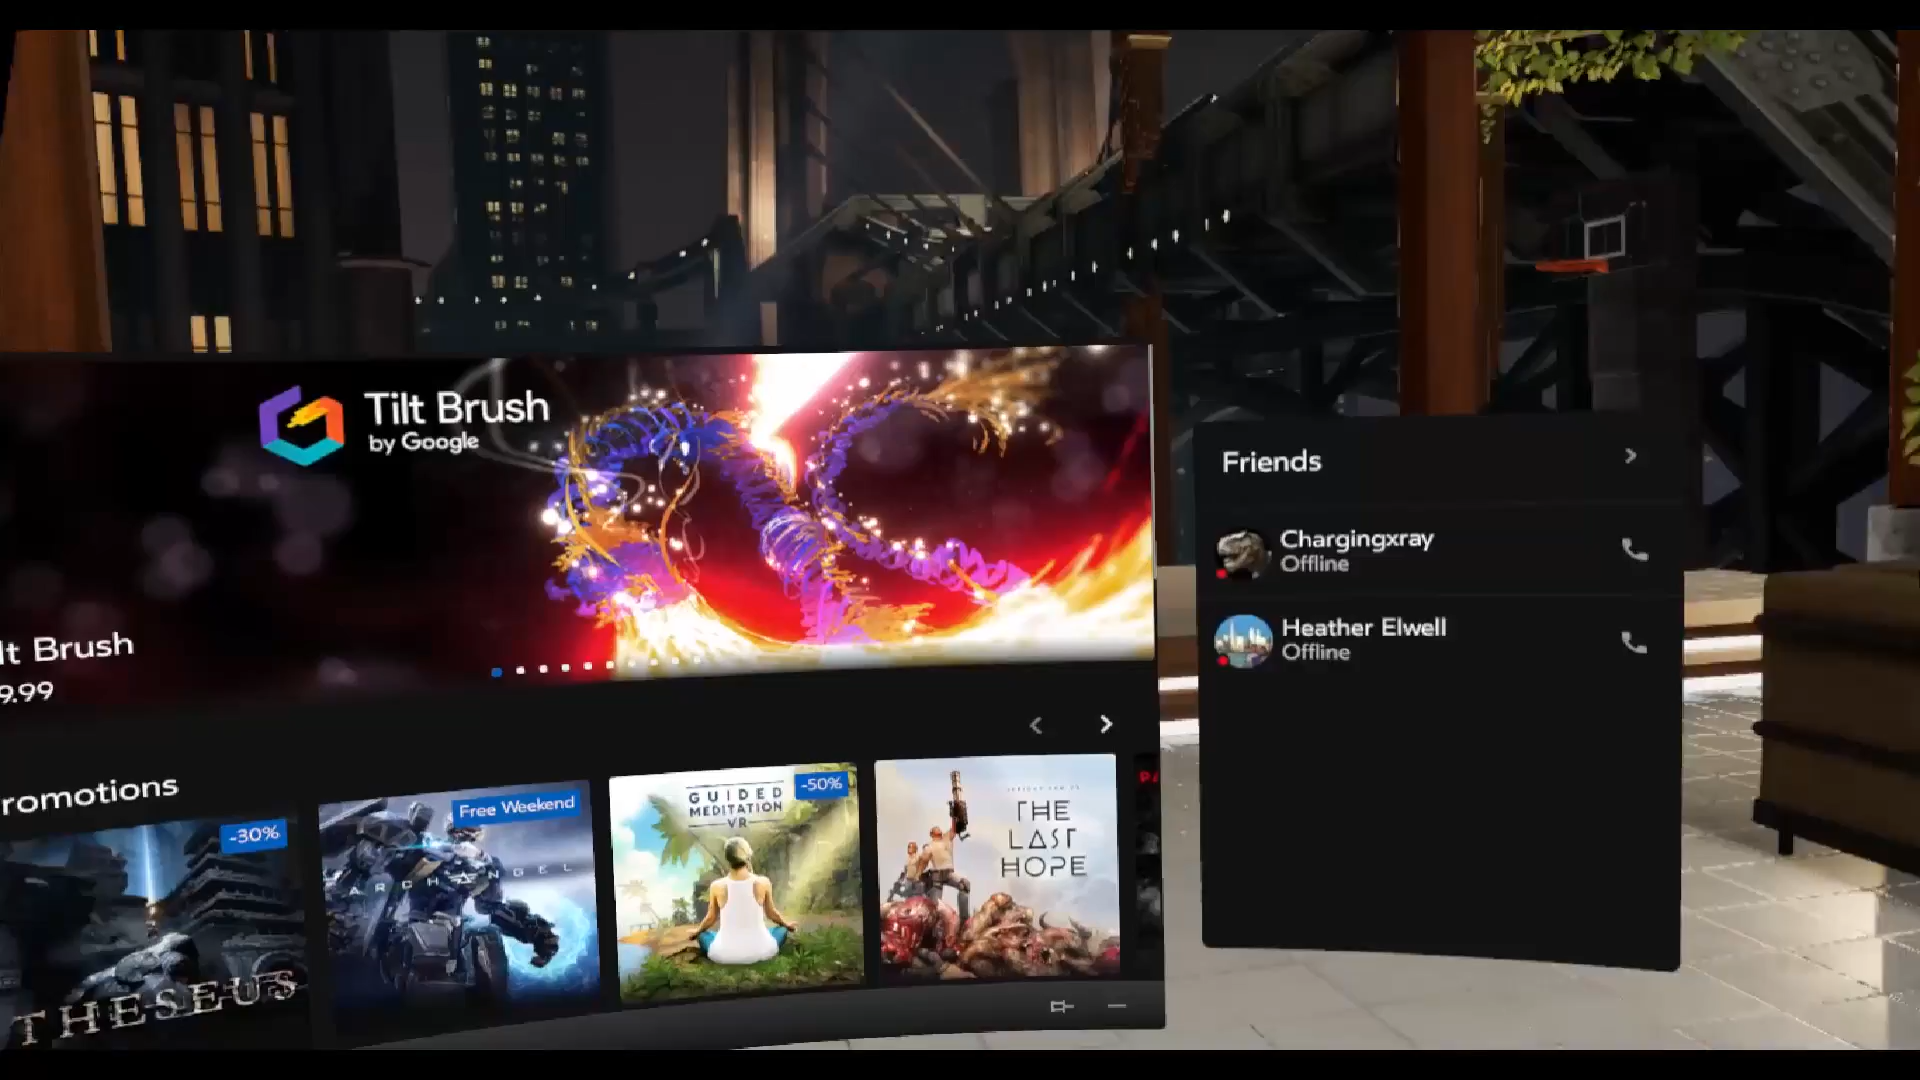 Tilt Brush
by Google
lt Brush
9.99
romotions
-30%
THESEUS
Free Weekend
ARCHANGEL
-50%
GUIDED
MEDITATION
VR
THE
LAST
HOPE
Friends
Chargingxray
Offline
Heather Elwell
Offline